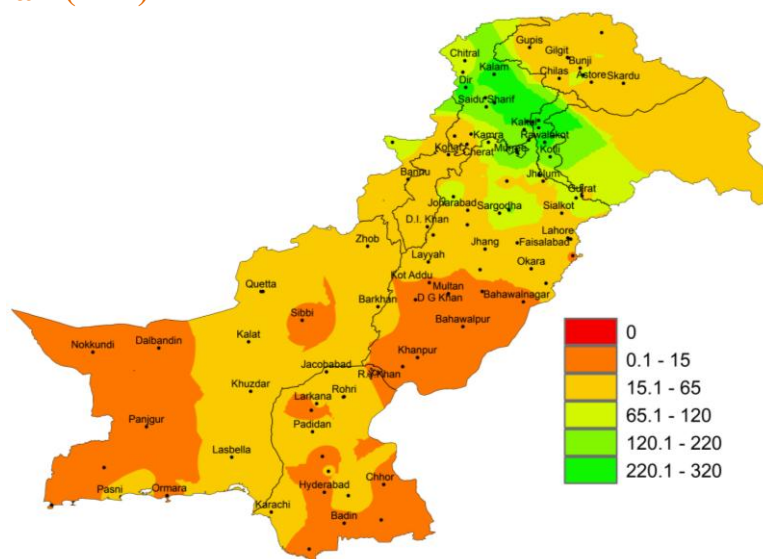 Gupis
Gilgit
Bunji
Chitral
Kalam
Chilas
Astore
Skardu
Dir
Saidu Sharif
Kakul
Kamra
Rawalakot
Kohat
Cherat
Murree
Kotli
Bannu
Jhelum
Gujrat
Joharabad
Sargodha
Sialkot
D.I. Khan
Lahore
Zhob
Jhang
Faisalabad
Layyah
Okara
Quetta
Kot Addu
Multan
Barkhan
D G Khan
Bahawalnagar
Sibbi
Bahawalpur
Nokkundi
Dalbandin
Kalat
Khanpur
Jacobabad
R.Y.Khan
Khuzdar
Larkana
Rohri
Panjgur
Padidan
Lasbella
Pasni
Ormara
Hyderabad
Chhor
Karachi
Badin
0
0.1 - 15
15.1 - 65
65.1 - 120
120.1 - 220
220.1 - 320